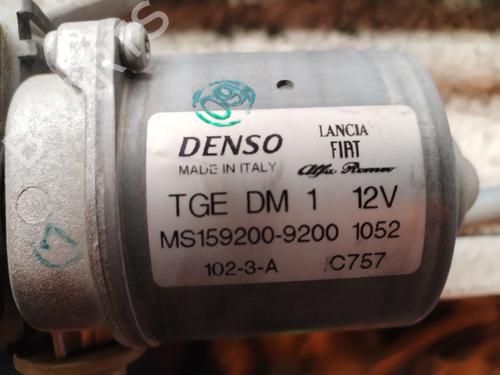 DENSO
MADE IN ITALY
LANCIA
FIAT
Alfa Romeo
TGE DM 1 12V
MS159200-9200 1052
102-3-A C757